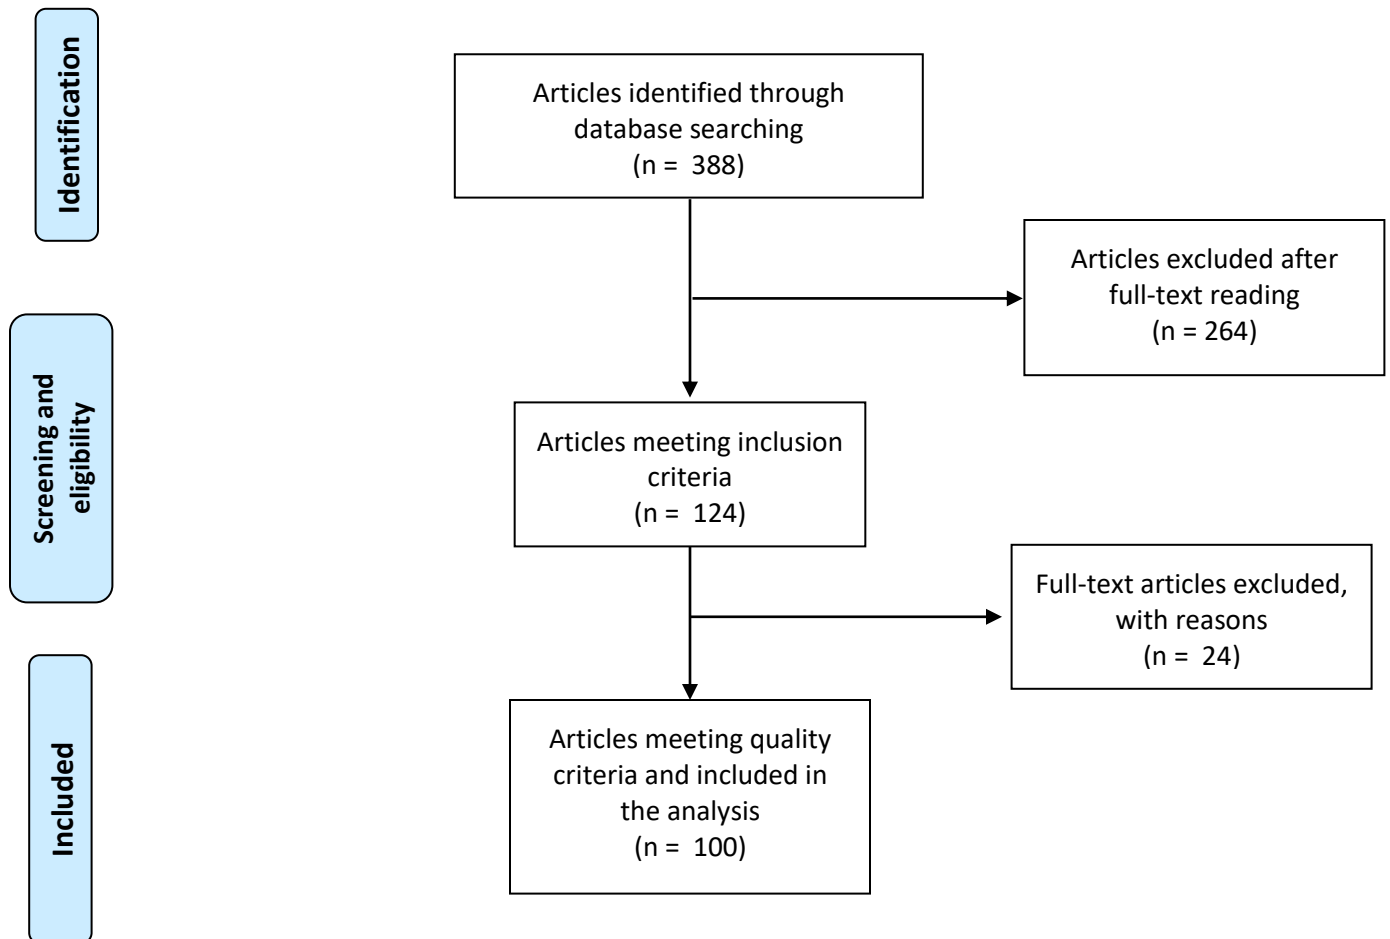 Identification
Articles identified through
database searching
(n =  388)
Articles excluded after
full-text reading
(n = 264)
Screening and
eligibility
Articles meeting inclusion
criteria
(n =  124)
Full-text articles excluded,
with reasons
(n =  24)
Included
Articles meeting quality
criteria and included in
the analysis
(n =  100)